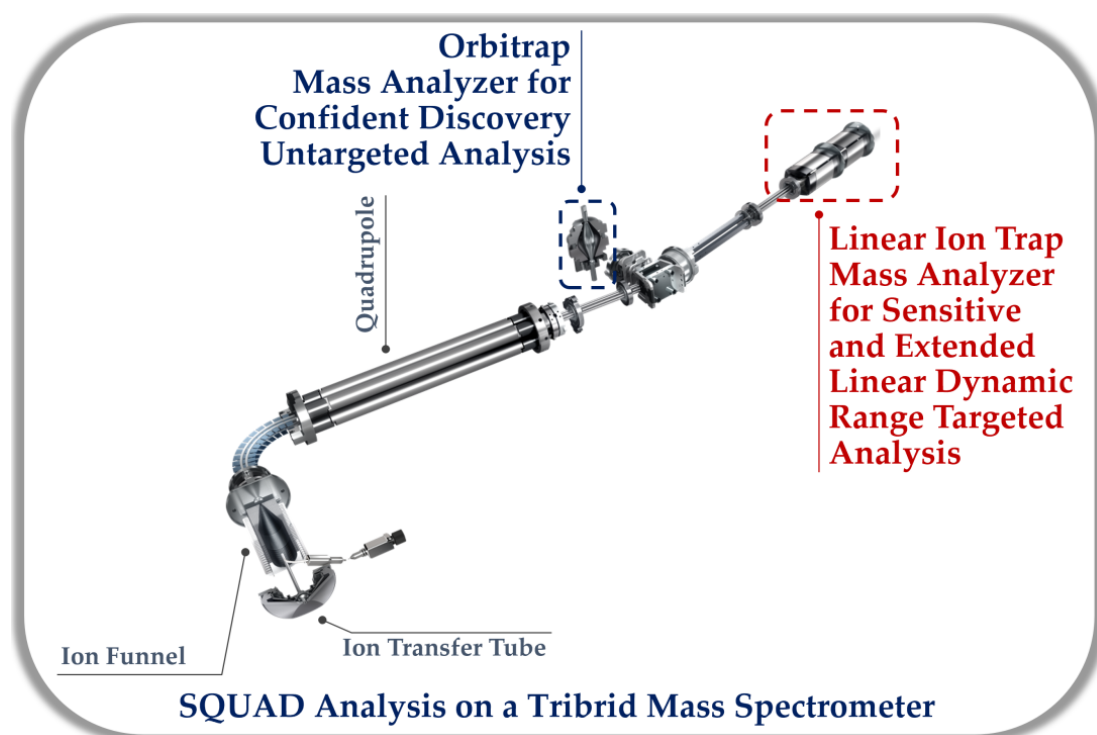 Orbitrap
Mass Analyzer for
Confident Discovery
Untargeted Analysis
Quadrupole
Linear Ion Trap
Mass Analyzer
for Sensitive
and Extended
Linear Dynamic
Range Targeted
Analysis
Ion Funnel
Ion Transfer Tube
SQUAD Analysis on a Tribrid Mass Spectrometer